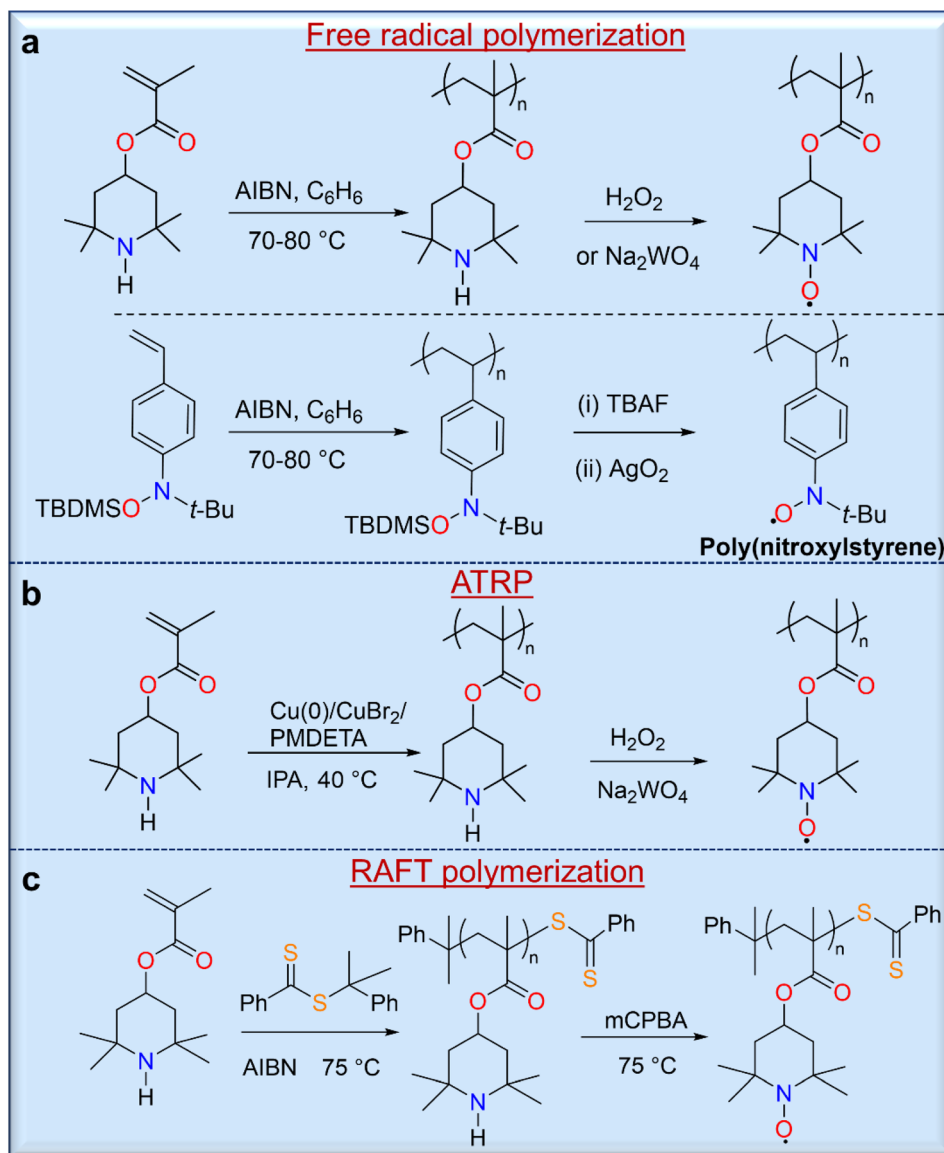 a
Free radical polymerization
O
O
N
H
AIBN, C6H6
70-80 °C
n
O
O
N
H
H2O2
or Na2WO4
n
O
O
N
O
TBDMSO
N
t-Bu
AIBN, C6H6
70-80 °C
n
TBDMSO
N
t-Bu
(i) TBAF
(ii) AgO2
n
O
N
t-Bu
Poly(nitroxylstyrene)
b
ATRP
O
O
N
H
Cu(0)/CuBr2/
PMDETA
IPA, 40 °C
n
O
O
N
H
H2O2
Na2WO4
n
O
O
N
O
c
RAFT polymerization
O
O
N
H
S
Ph
S
Ph
AIBN 75 °C
Ph
n
S
Ph
S
O
O
N
H
mCPBA
75 °C
Ph
n
S
Ph
S
O
O
N
O